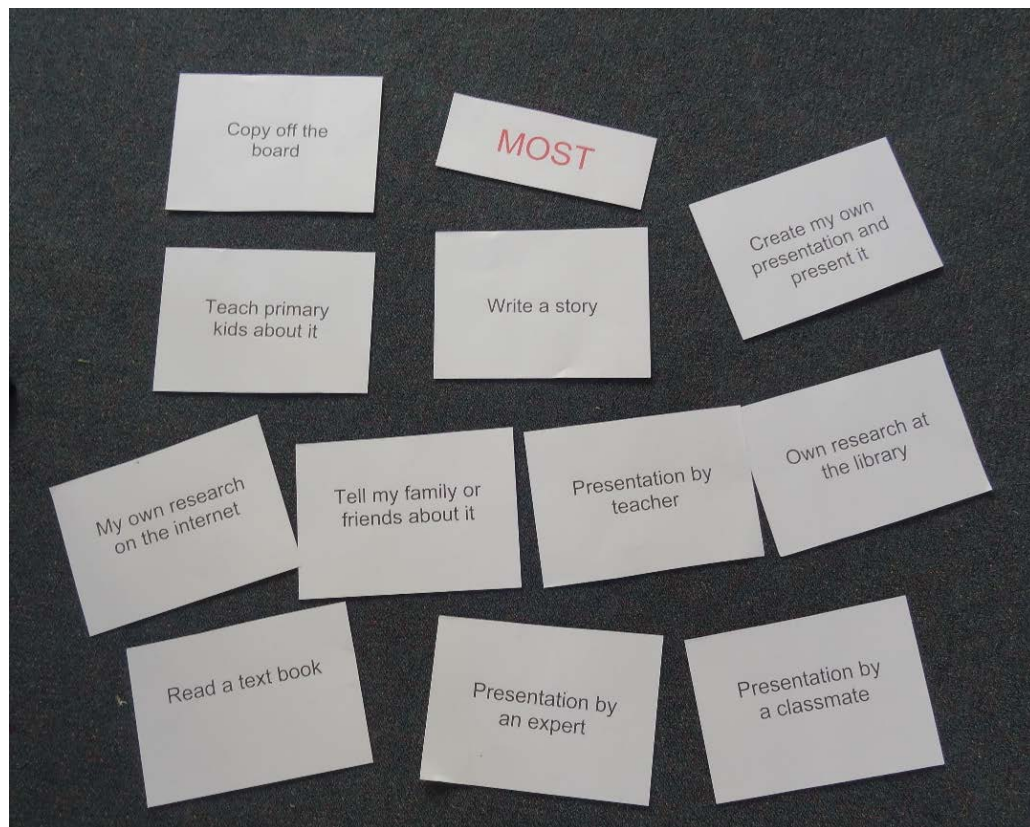 Copy off the
board
MOST
Create my own
presentation and
present it
Teach primary
kids about it
Write a story
My own research
on the internet
Tell my family or
friends about it
Presentation by
teacher
Own research at
the library
Read a text book
Presentation by
an expert
Presentation by
a classmate